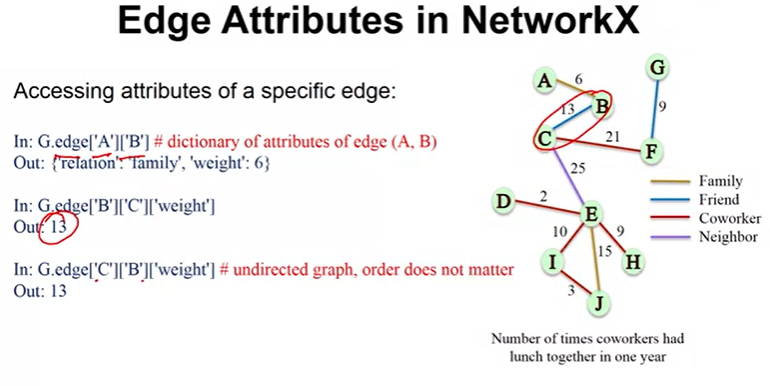 Edge Attributes in NetworkX
Accessing attributes of a specific edge:
In: G.edge['A']['B'] # dictionary of attributes of edge (A, B)
Out: {'relation': 'family', 'weight': 6}
In: G.edge['B']['C']['weight']
Out: 13
In: G.edge['C']['B']['weight'] # undirected graph, order does not matter
Out: 13
A
6
B
13
C
21
F
9
G
25
D
2
E
10
9
15
I
H
3
J
Family
Friend
Coworker
Neighbor
Number of times coworkers had
lunch together in one year